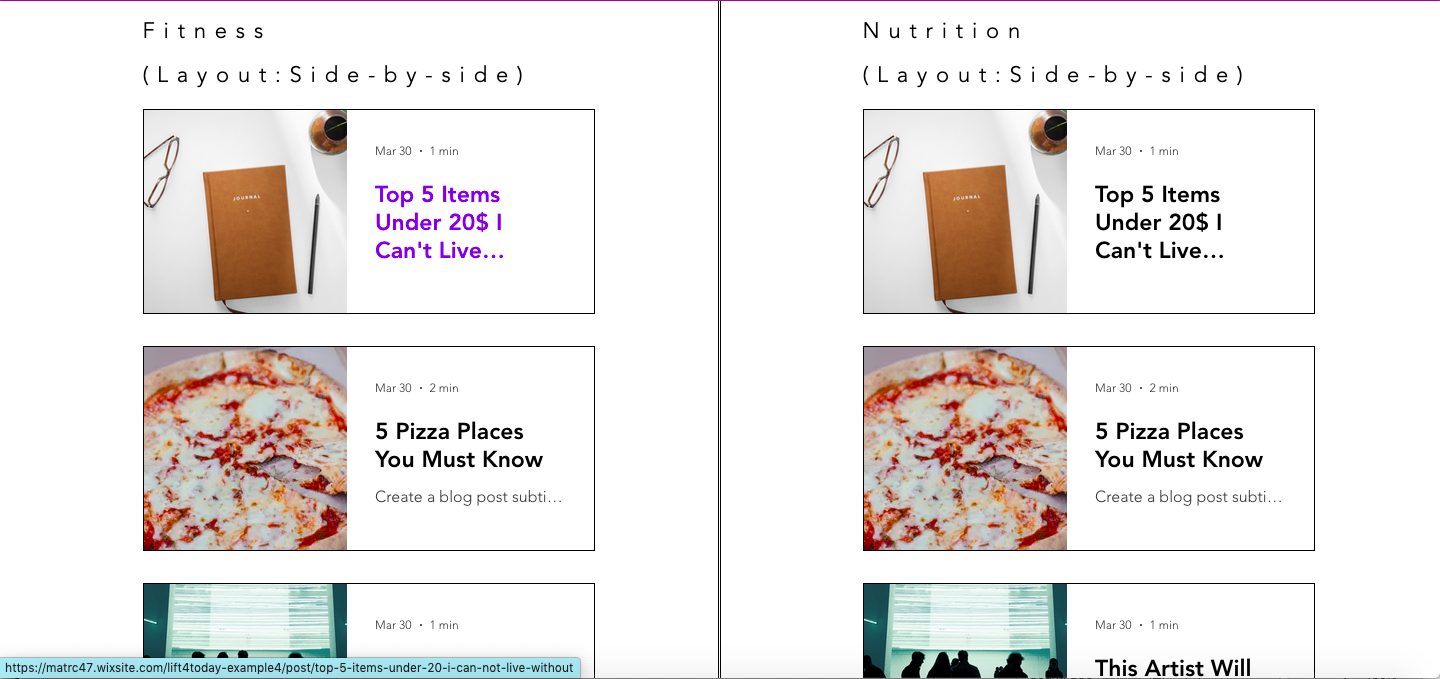 Fitness
(Layout:Side-by-side)
JOURNAL
Mar 30 · 1 min
Top 5 Items
Under 20$ I
Can't Live…
Mar 30 · 2 min
5 Pizza Places
You Must Know
Create a blog post subti…
Mar 30 · 1 min
https://matrc47.wixsite.com/lift4today-example4/post/top-5-items-under-20-i-can-not-live-without
Nutrition
(Layout:Side-by-side)
JOURNAL
Mar 30 · 1 min
Top 5 Items
Under 20$ I
Can't Live…
Mar 30 · 2 min
5 Pizza Places
You Must Know
Create a blog post subti…
Mar 30 · 1 min
This Artist Will